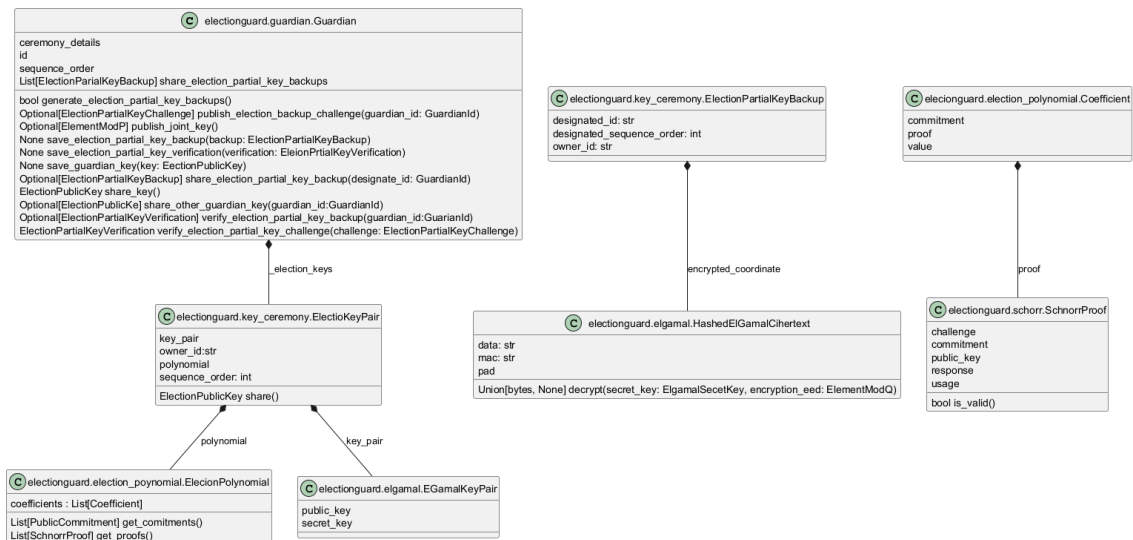 C electionguard.guardian.Guardian
ceremony_details
id
sequence_order
List[ElectionParialKeyBackup] share_election_partial_key_backups
bool generate_election_partial_key_backups()
Optional[ElectionPartialKeyChallenge] publish_election_backup_challenge(guardian_id: GuardianId)
Optional[ElementModP] publish_joint_key()
None save_election_partial_key_backup(backup: ElectionPartialKeyBackup)
None save_election_partial_key_verification(verification: EleionPrtialKeyVerification)
None save_guardian_key(key: EectionPublicKey)
Optional[ElectionPartialKeyBackup] share_election_partial_key_backup(designate_id: GuardianId)
ElectionPublicKey share_key()
Optional[ElectionPublicKe] share_other_guardian_key(guardian_id:GuardianId)
Optional[ElectionPartialKeyVerification] verify_election_partial_key_backup(guardian_id:GuarianId)
ElectionPartialKeyVerification verify_election_partial_key_challenge(challenge: ElectionPartialKeyChallenge)
C electionguard.key_ceremony.ElectionPartialKeyBackup
designated_id: str
designated_sequence_order: int
owner_id: str
C elecionguard.election_polynomial.Coefficient
commitment
proof
value
_election_keys
encrypted_coordinate
proof
C electionguard.key_ceremony.ElectioKeyPair
key_pair
owner_id:str
polynomial
sequence_order: int
ElectionPublicKey share()
C electionguard.elgamal.HashedElGamalCihertext
data: str
mac: str
pad
Union[bytes, None] decrypt(secret_key: ElgamalSecetKey, encryption_eed: ElementModQ)
C electionguard.schorr.SchnorrProof
challenge
commitment
public_key
response
usage
bool is_valid()
polynomial
key_pair
C electionguard.election_poynomial.ElecionPolynomial
coefficients : List[Coefficient]
List[PublicCommitment] get_comitments()
List[SchnorrProof] get_proofs()
C electionguard.elgamal.EGamalKeyPair
public_key
secret_key